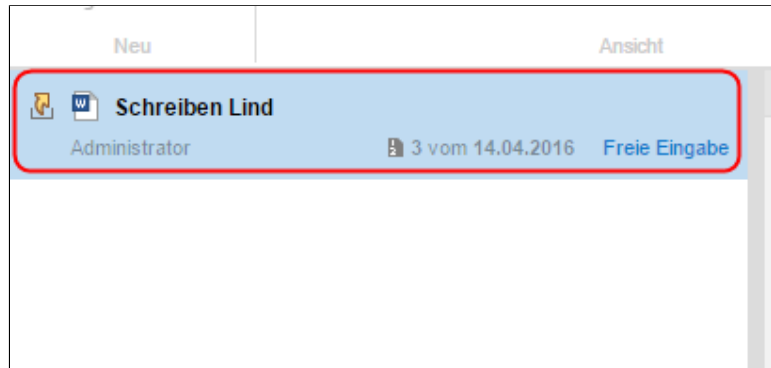 Neu Ansicht
Schreiben Lind
Administrator 3 vom 14.04.2016 Freie Eingabe